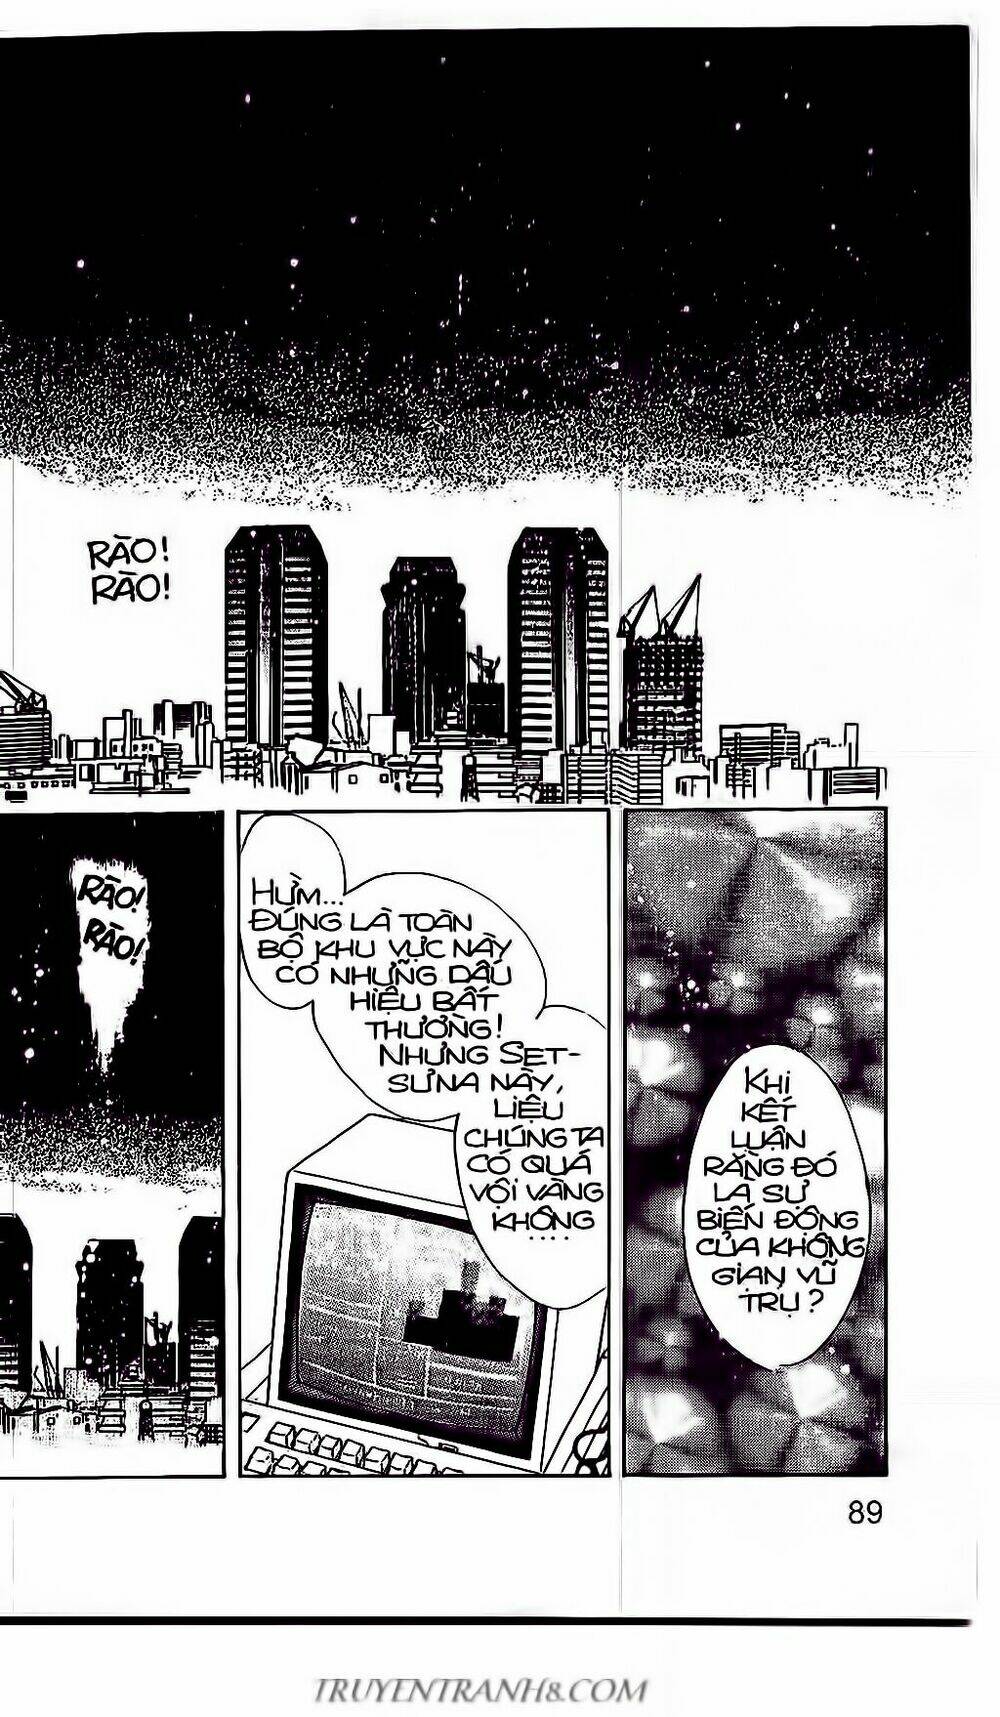 RÀO!
RÀO!
RÀO!
RÀO!
HỪM...
ĐÚNG LÀ TOÀN
BỘ KHU VỰC NÀY
CÓ NHỮNG DẤU
HIỆU BẤT
THƯỜNG!
NHƯNG SET-
SƯNA NÀY,
LIỆU
CHÚNG TA
CÓ QUÁ
VỘI VÀNG
KHÔNG
....
KHI
KẾT
LUẬN
RẰNG ĐÓ
LÀ SỰ
BIẾN ĐỘNG
CỦA KHÔNG
GIAN VŨ
TRỤ?
89
TRUYENTRANH8.COM